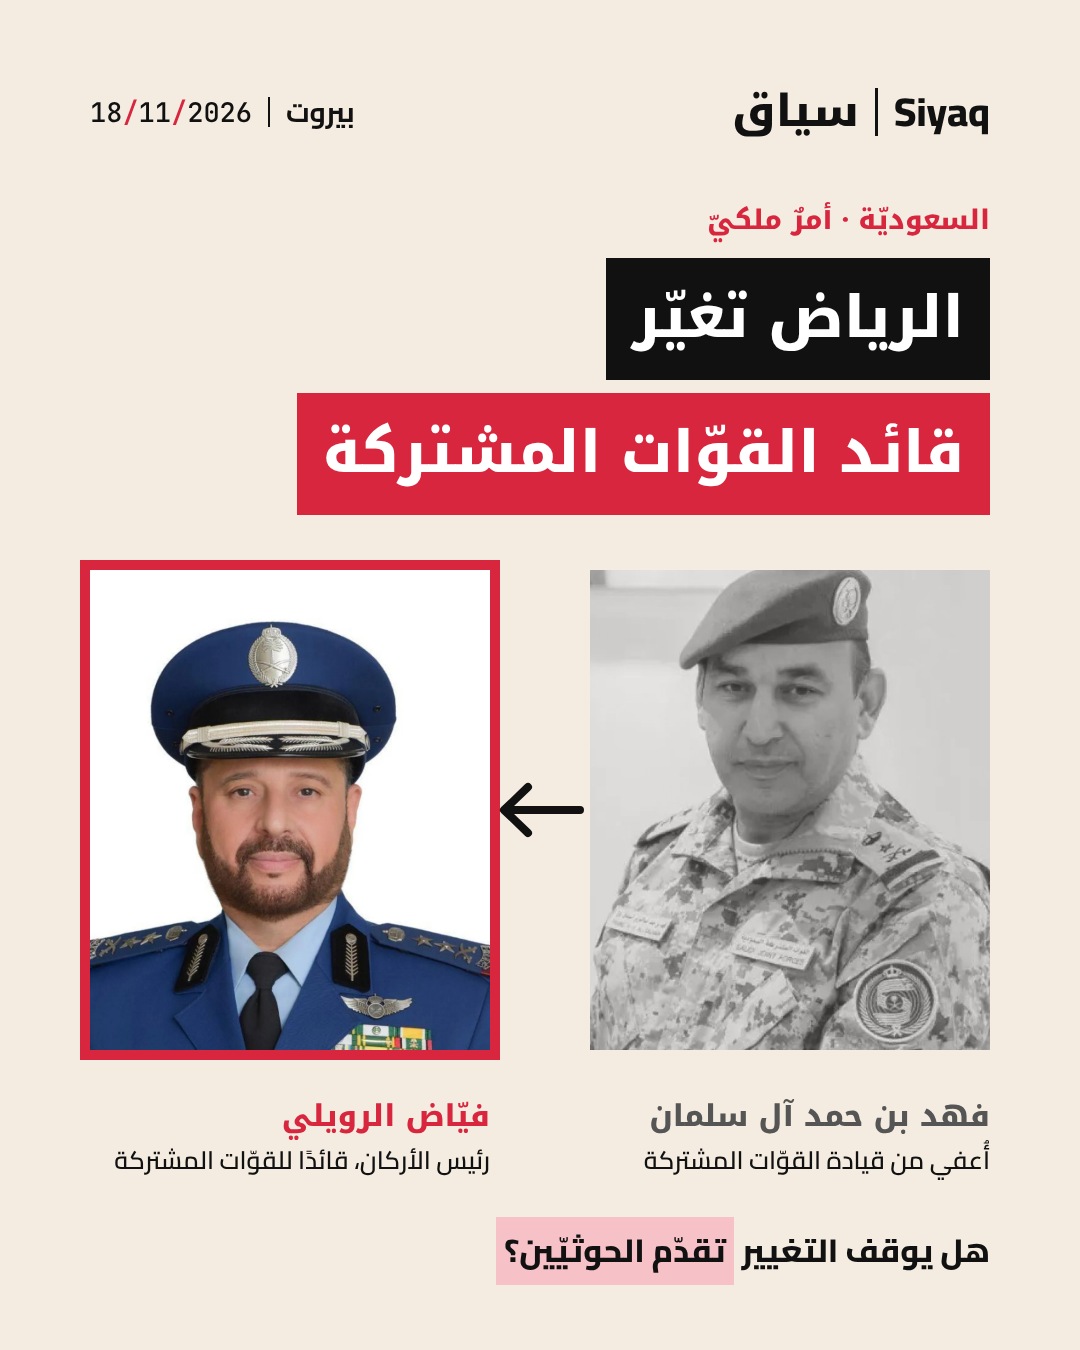 سياق | Siyaq
بيروت | 18/11/2026
السعوديّة · أمرٌ ملكيّ
الرياض تغيّر
قائد القوّات المشتركة
فهد بن حمد آل سلمان
أُعفي من قيادة القوّات المشتركة
فيّاض الرويلي
رئيس الأركان، قائدًا للقوّات المشتركة
هل يوقف التغيير تقدّم الحوثيّين؟